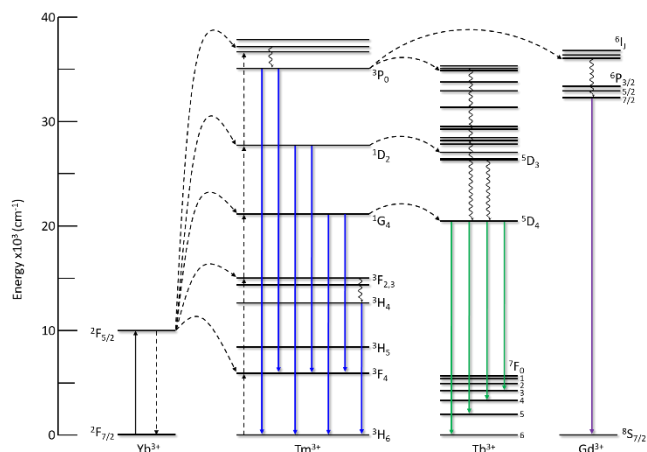 40
30
20
10
0
Energy x10³ (cm⁻¹)
²F₅/₂
²F₇/₂
Yb³⁺
³P₀
¹D₂
¹G₄
³F₂,₃
³H₄
³H₅
³F₄
³H₆
Tm³⁺
⁵D₃
⁵D₄
⁷F₀
1
2
3
4
5
6
Tb³⁺
⁶I_J
⁶P₃/₂
5/2
7/2
⁸S₇/₂
Gd³⁺